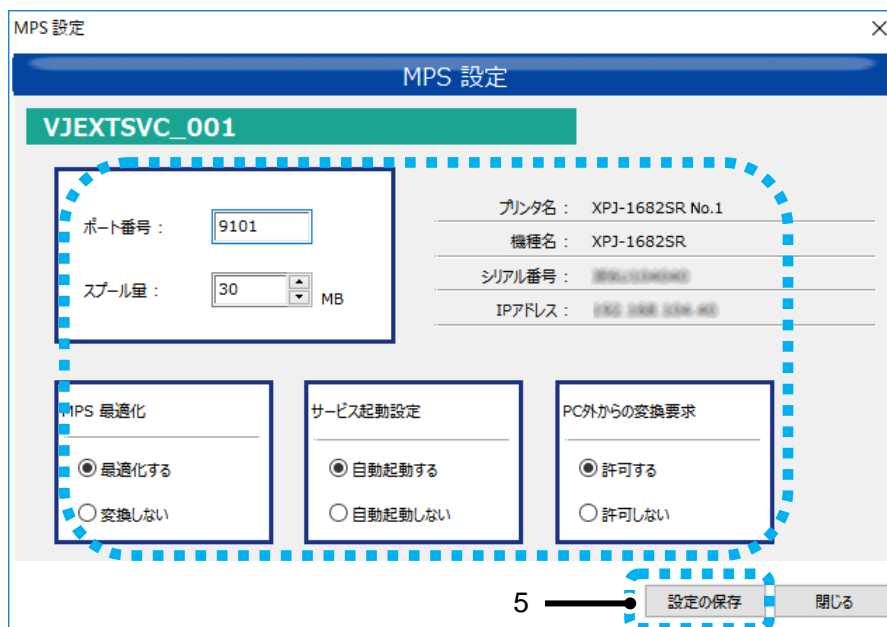 MPS 設定
MPS 設定
VJEXTSVC_001
ポート番号 : 9101
スプール量 : 30 MB
プリンタ名 : XPJ-1682SR No.1
機種名 : XPJ-1682SR
シリアル番号 :
IPアドレス :
MPS 最適化
最適化する
変換しない
サービス起動設定
自動起動する
自動起動しない
PC外からの変換要求
許可する
許可しない
5
設定の保存
閉じる